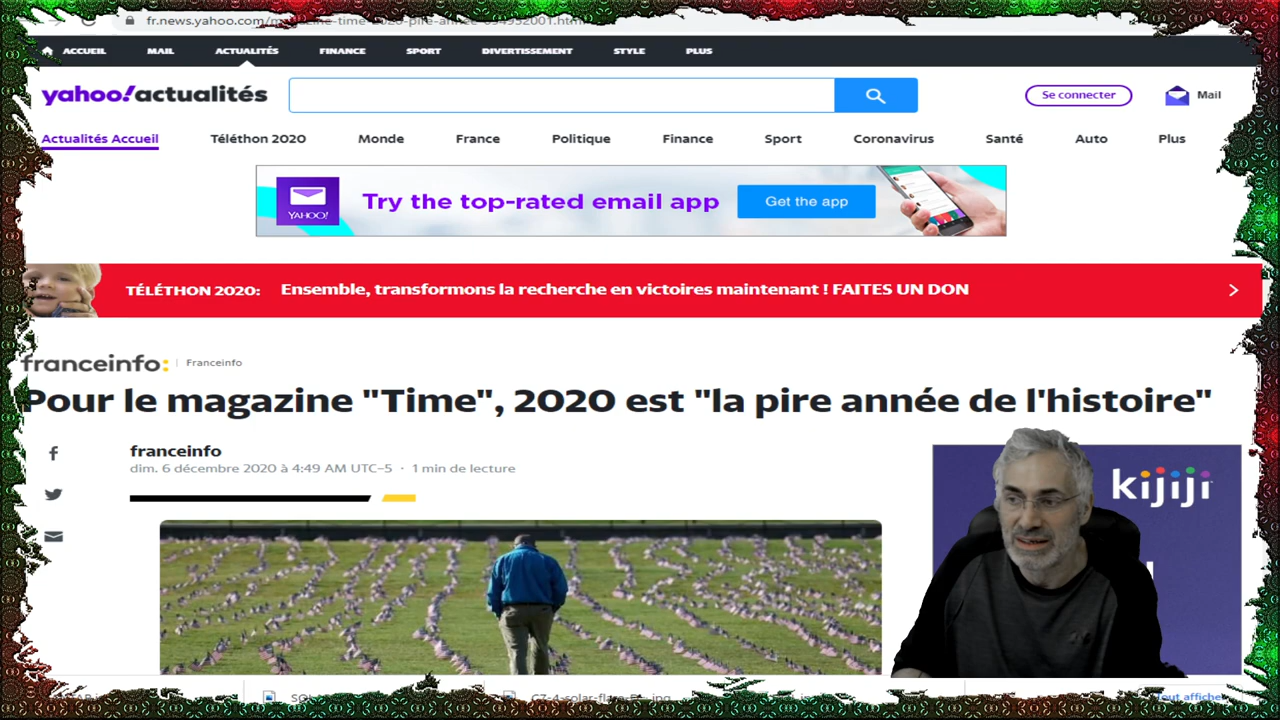 fr.news.yahoo.com/
ACCUEIL MAIL ACTUALITÉS FINANCE SPORT DIVERTISSEMENT STYLE PLUS
yahoo!actualités
Se connecter
Mail
Actualités Accueil Téléthon 2020 Monde France Politique Finance Sport Coronavirus Santé Auto Plus
YAHOO!
Try the top-rated email app
Get the app
TÉLÉTHON 2020: Ensemble, transformons la recherche en victoires maintenant ! FAITES UN DON
franceinfo: Franceinfo
Pour le magazine "Time", 2020 est "la pire année de l'histoire"
franceinfo
dim. 6 décembre 2020 à 4:49 AM UTC−5 · 1 min de lecture
kijiji